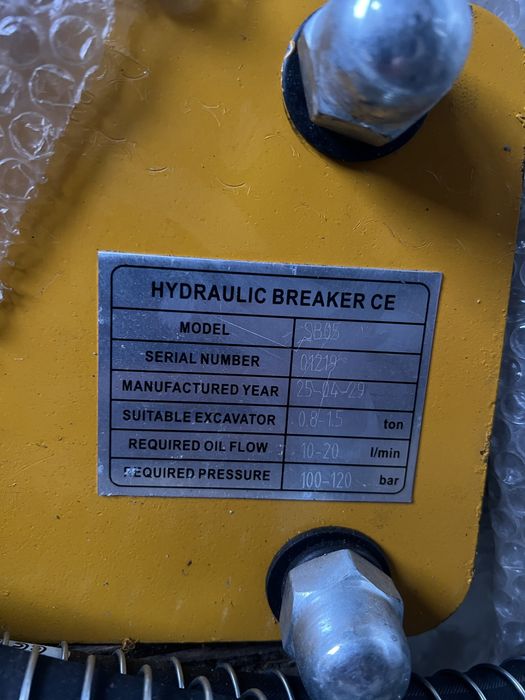 HYDRAULIC BREAKER CE
MODEL SB05
SERIAL NUMBER 01219
MANUFACTURED YEAR 25-04-29
SUITABLE EXCAVATOR 0.8-1.5 ton
REQUIRED OIL FLOW 10-20 l/min
REQUIRED PRESSURE 100-120 bar